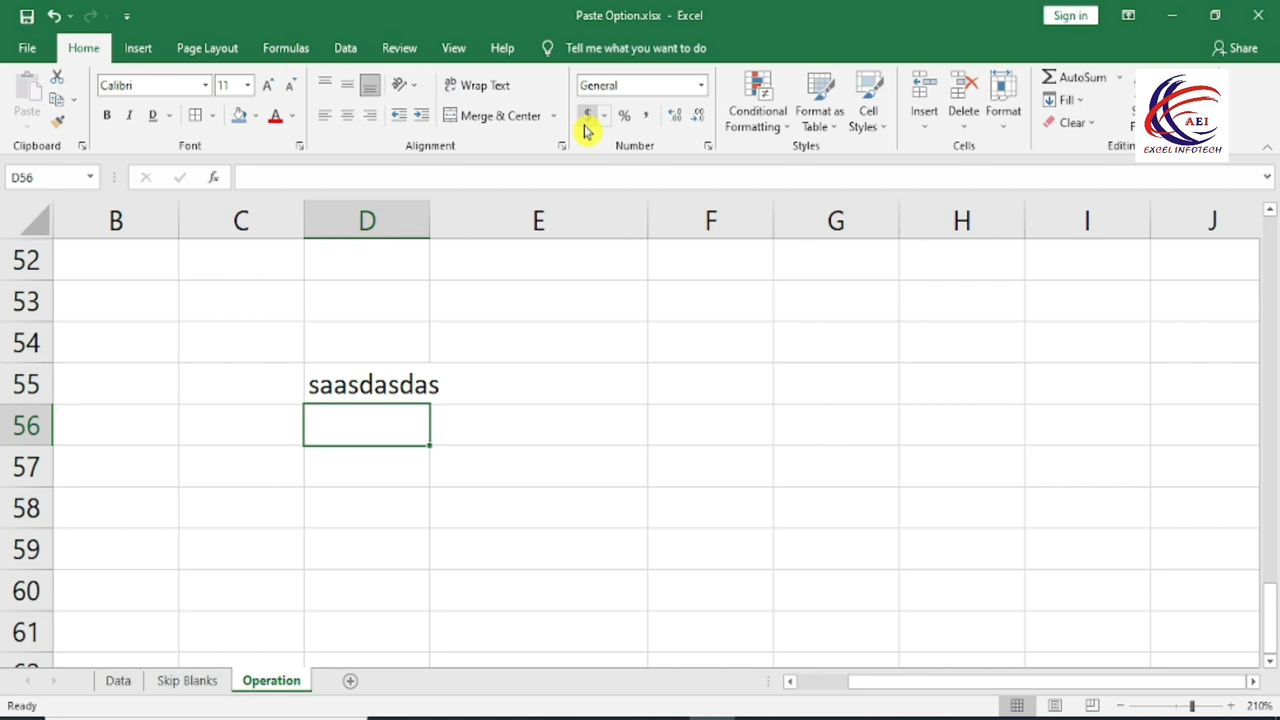 Paste Option.xlsx - Excel
Sign in
File Home Insert Page Layout Formulas Data Review View Help Tell me what you want to do Share
Paste
Calibri 11
B I D
A
Wrap Text
Merge & Center
General
$ % ,
Conditional Formatting
Format as Table
Cell Styles
Insert
Delete
Format
AutoSum
Fill
Clear
AEI
EXCEL INFOTECH
Clipboard Font Alignment Number Styles Cells Editin
D56 fx
B C D E F G H I J
52
53
54
55 saasdasdas
56
57
58
59
60
61
Data Skip Blanks Operation
Ready 210%